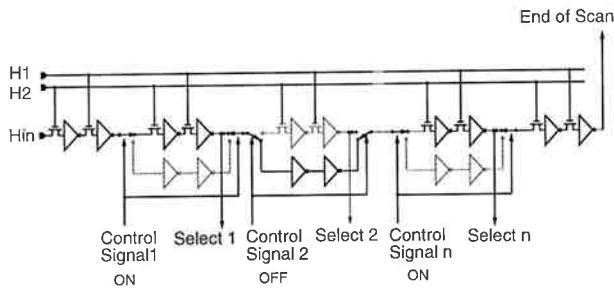 End of Scan
H1
H2
Hin
Control Signal1
ON
Select 1
Control Signal 2
OFF
Select 2
Control Signal n
ON
Select n